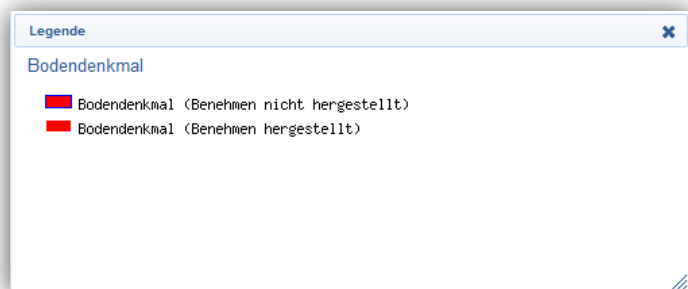 Legende
Bodendenkmal
Bodendenkmal (Benehmen nicht hergestellt)
Bodendenkmal (Benehmen hergestellt)